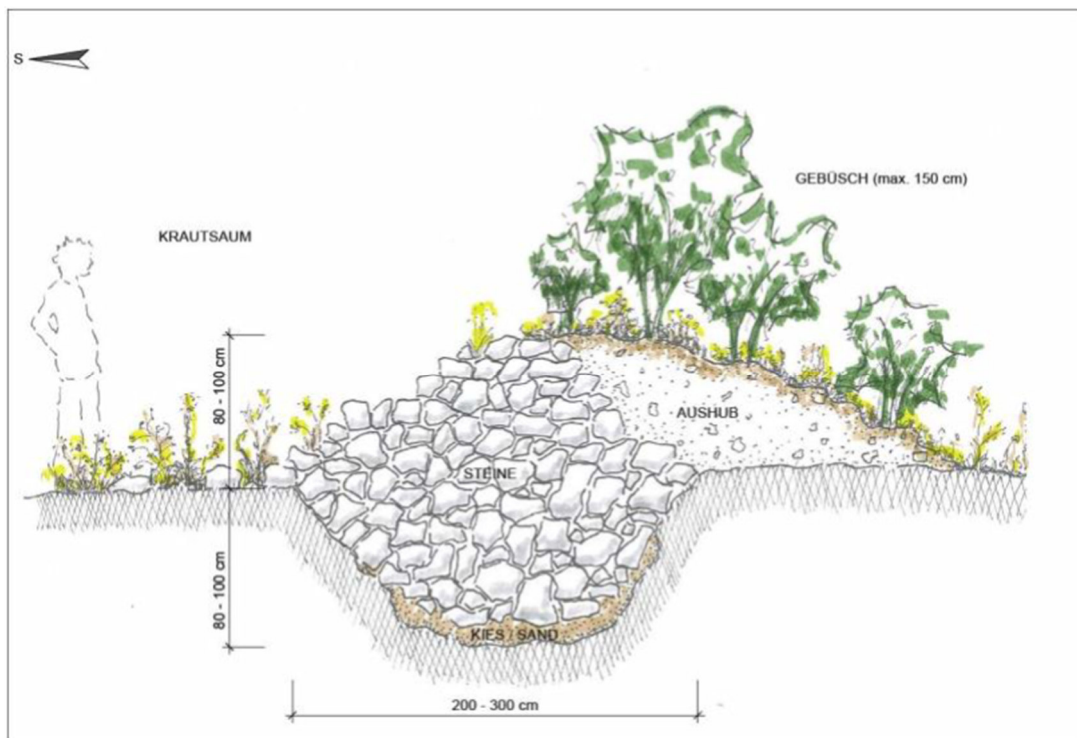 S
GEBÜSCH (max. 150 cm)
KRAUTSAUM
80 - 100 cm
AUSHUB
STEINE
80 - 100 cm
KIES / SAND
200 - 300 cm